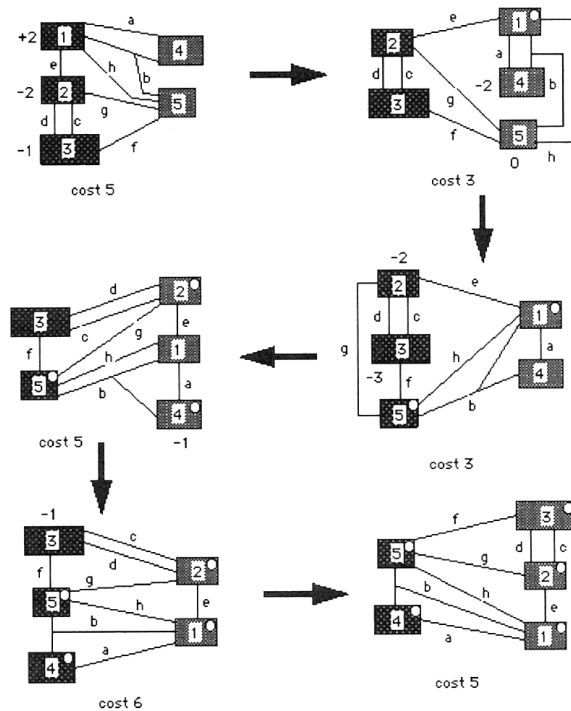 +2 1 a 4
e h b
-2 2 g 5
d c
-1 3 f
cost 5
e 1
2 a
d c -2 4 b
3 g
f 5
0 h
cost 3
-2
2 e
d c 1
g 3 h a
-3 f 4
5 b
cost 3
d 2
3 c e
f g 1
h
5 a
b 4
cost 5 -1
-1
3 c
d
f g 2
5 h e
b 1
4 a
cost 6
f 3
5 g d c
b h 2
e
4 a 1
cost 5